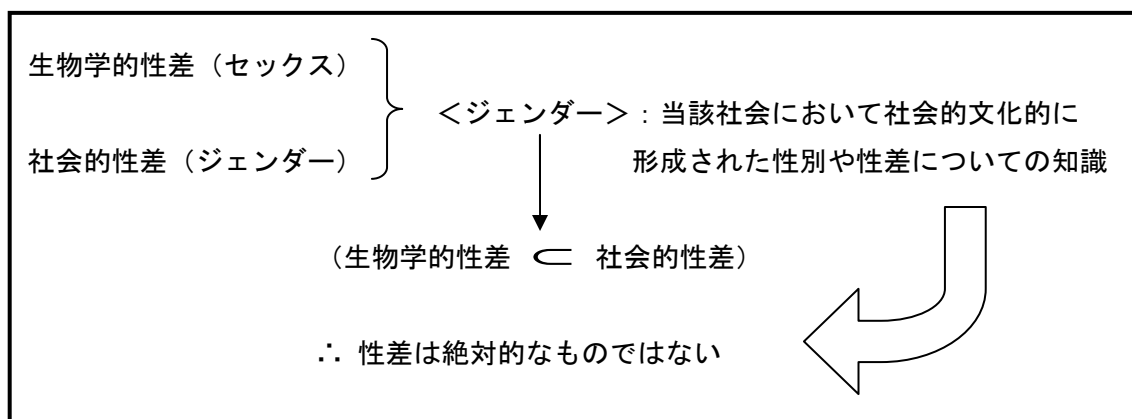 生物学的性差（セックス）
＜ジェンダー＞：当該社会において社会的文化的に
社会的性差（ジェンダー）
形成された性別や性差についての知識
（生物学的性差 ⊂ 社会的性差）
∴ 性差は絶対的なものではない